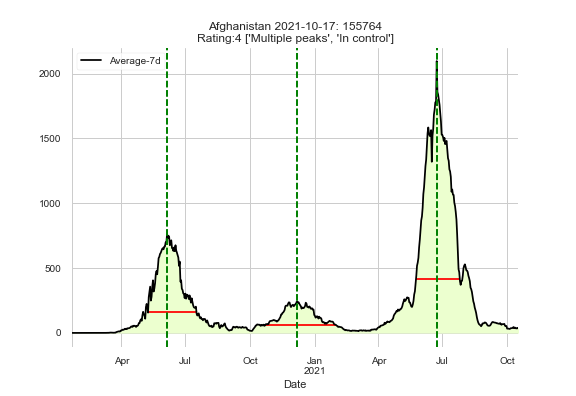 Afghanistan 2021-10-17: 155764
Rating:4 ['Multiple peaks', 'In control']
Average-7d
2000
1500
1000
500
0
Apr Jul Oct Jan Apr Jul Oct
2021
Date